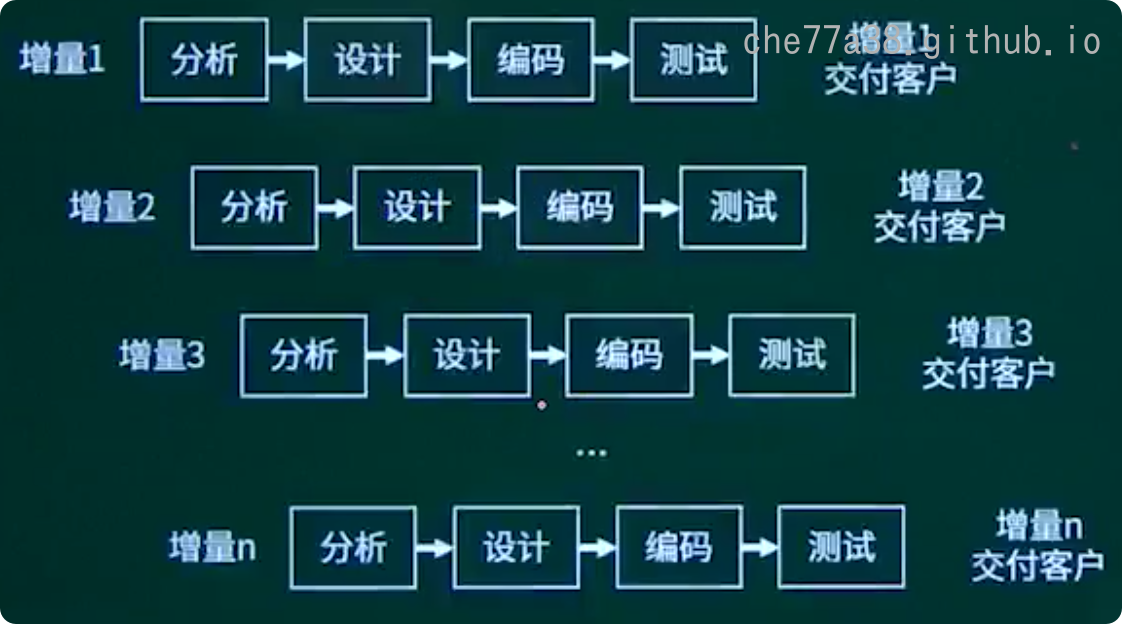 che77a38.github.io
增量1 分析 设计 编码 测试 增量1
交付客户
增量2 分析 设计 编码 测试 增量2
交付客户
增量3 分析 设计 编码 测试 增量3
交付客户
...
增量n 分析 设计 编码 测试 增量n
交付客户